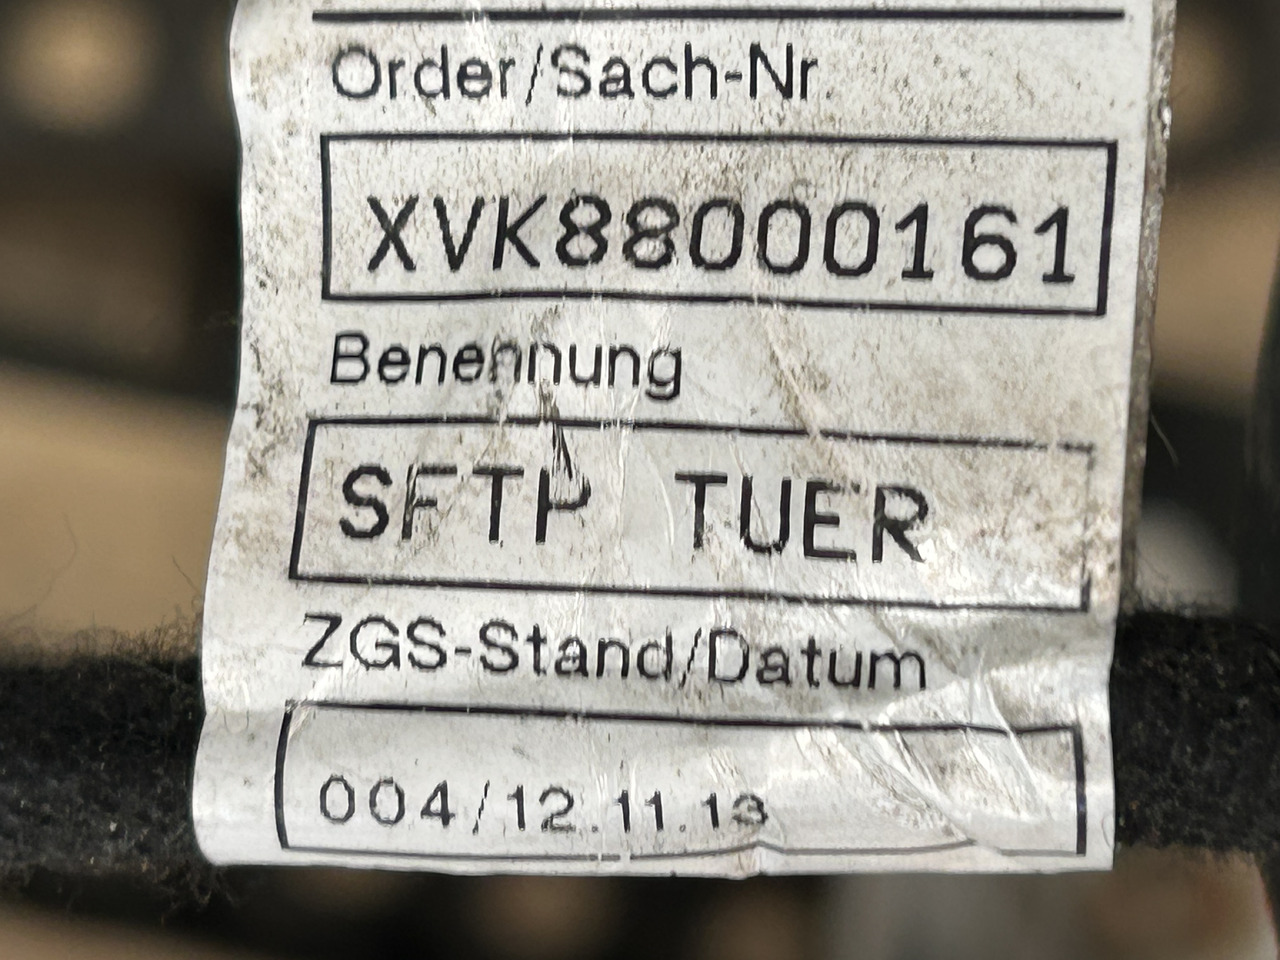 Order/Sach-Nr.
XVK88000161
Benennung
SFTP TUER
ZGS-Stand/Datum
004/12.11.13